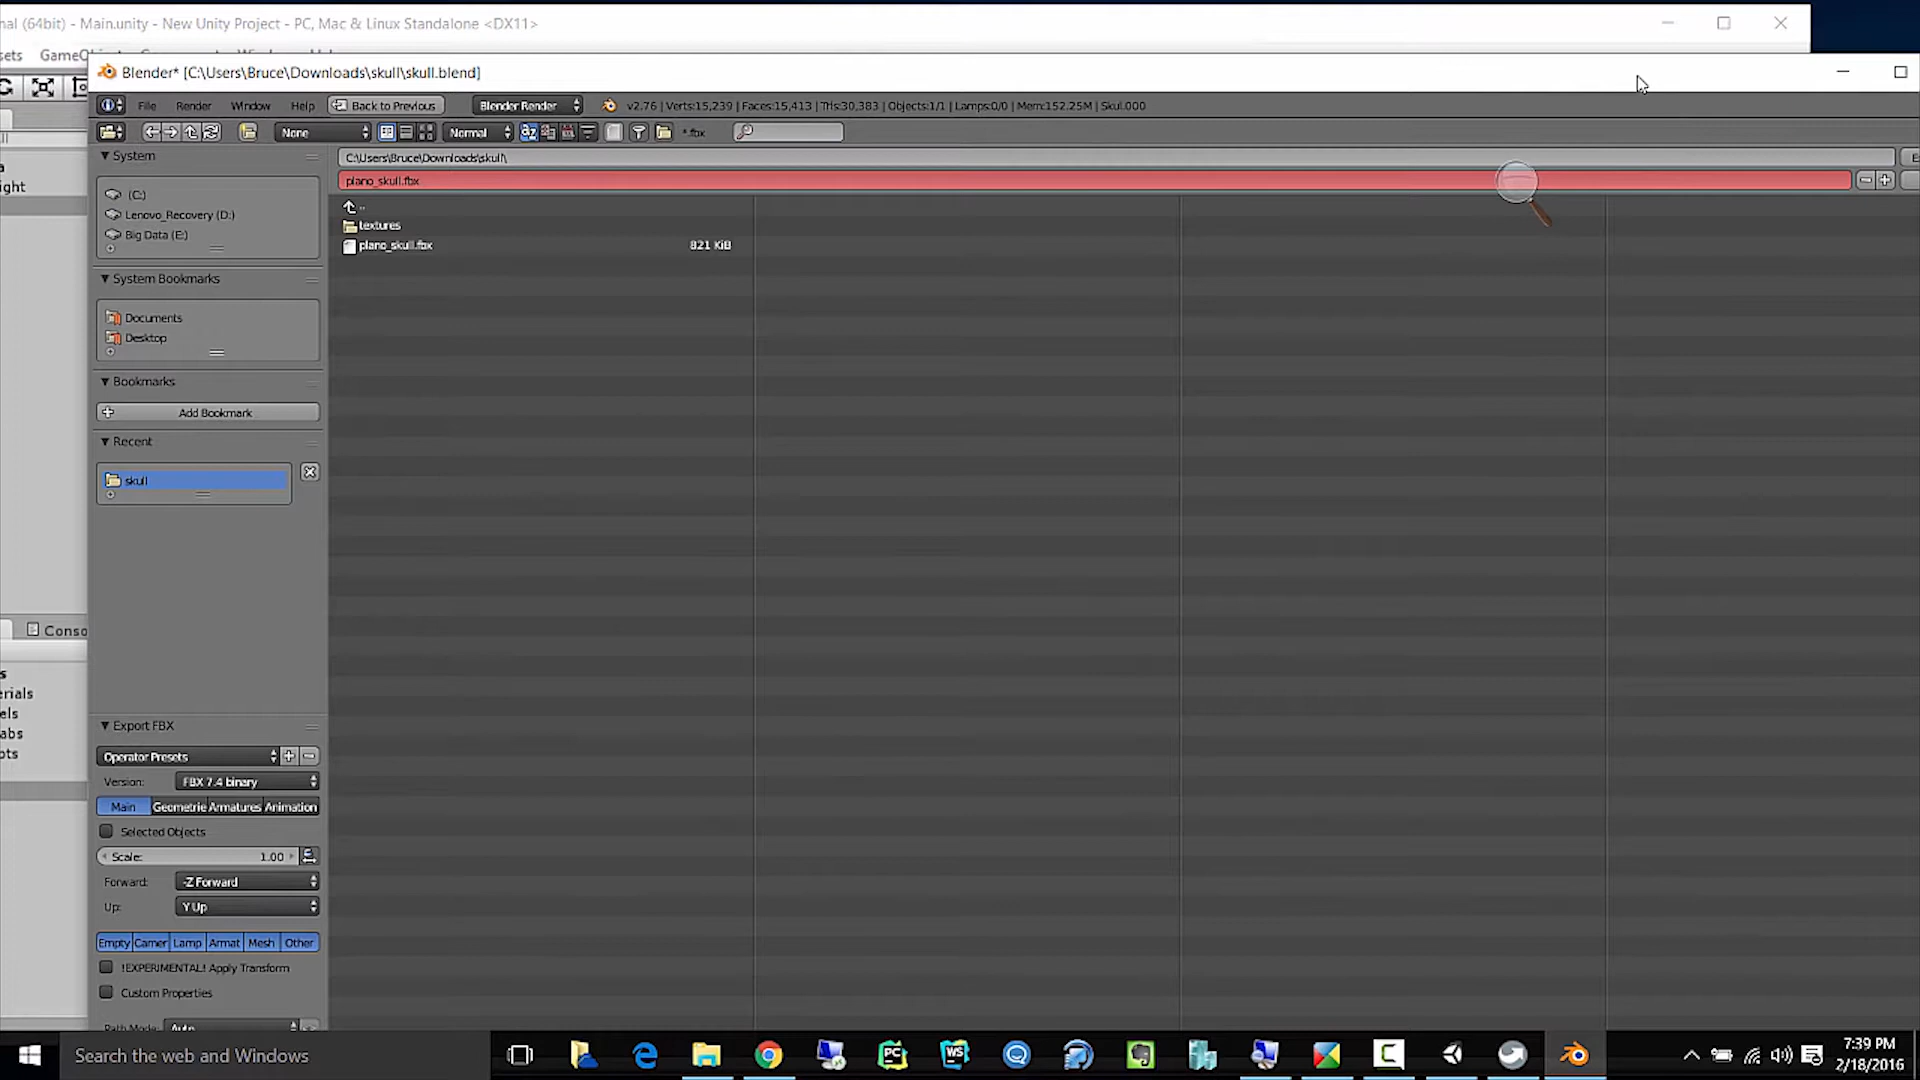 nal (64bit) - Main.unity - New Unity Project - PC, Mac & Linux Standalone <DX11>
sets GameObject
Blender* [C:\Users\Bruce\Downloads\skull\skull.blend]
File Render Window Help Back to Previous Blender Render v2.76 | Verts:15,239 | Faces:15,413 | Tris:30,383 | Objects:1/1 | Lamps:0/0 | Mem:152.25M | Skul.000
None Normal *.fbx
System
C:\Users\Bruce\Downloads\skull\
plano_skull.fbx
ight
(C:)
Lenovo_Recovery (D:)
Big Data (E:)
..
textures
plano_skull.fbx 821 KiB
System Bookmarks
Documents
Desktop
Bookmarks
Add Bookmark
Recent
skull
Conso
erials
els
abs
pts
Export FBX
Operator Presets
Version: FBX 7.4 binary
Main Geometrie Armatures Animation
Selected Objects
Scale: 1.00
Forward: -Z Forward
Up: Y Up
Empty Camer Lamp Armat Mesh Other
!EXPERIMENTAL! Apply Transform
Custom Properties
Path Mode: Auto
Search the web and Windows
7:39 PM
2/18/2016